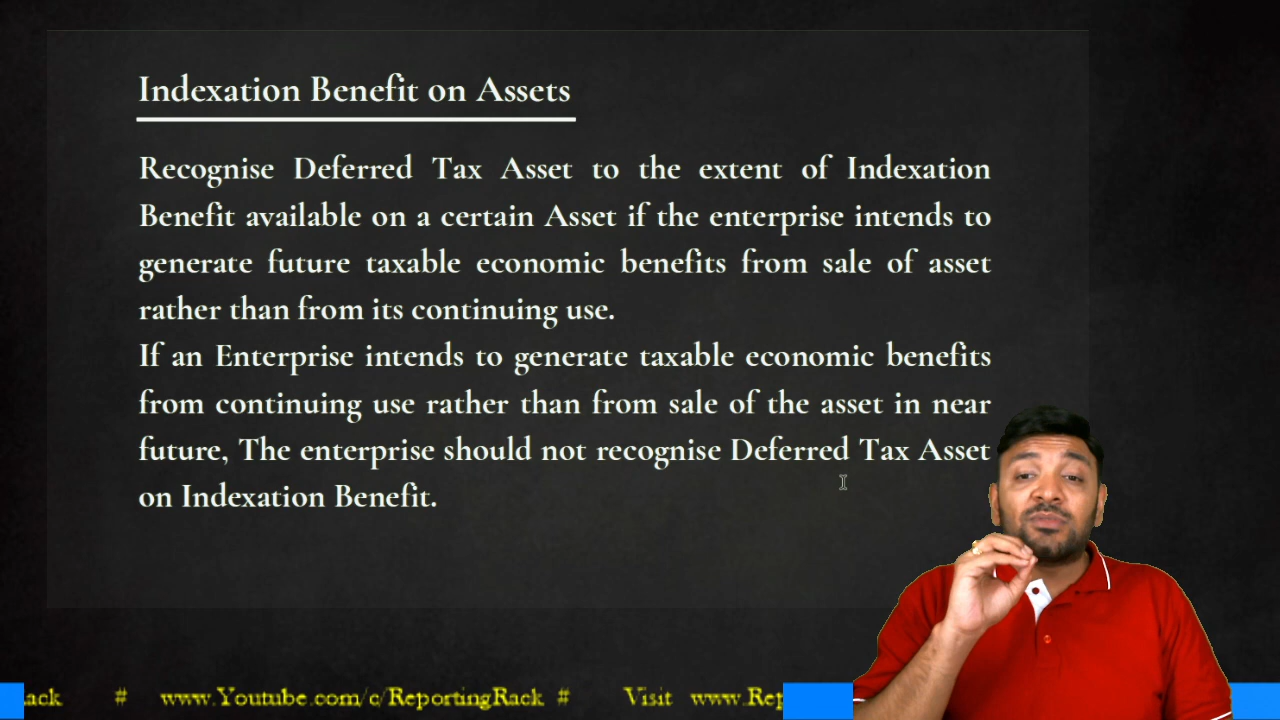 Indexation Benefit on Assets
Recognise Deferred Tax Asset to the extent of Indexation
Benefit available on a certain Asset if the enterprise intends to
generate future taxable economic benefits from sale of asset
rather than from its continuing use.
If an Enterprise intends to generate taxable economic benefits
from continuing use rather than from sale of the asset in near
future, The enterprise should not recognise Deferred Tax Asset
on Indexation Benefit.
ack # www.Youtube.com/c/ReportingRack # Visit www.Rep